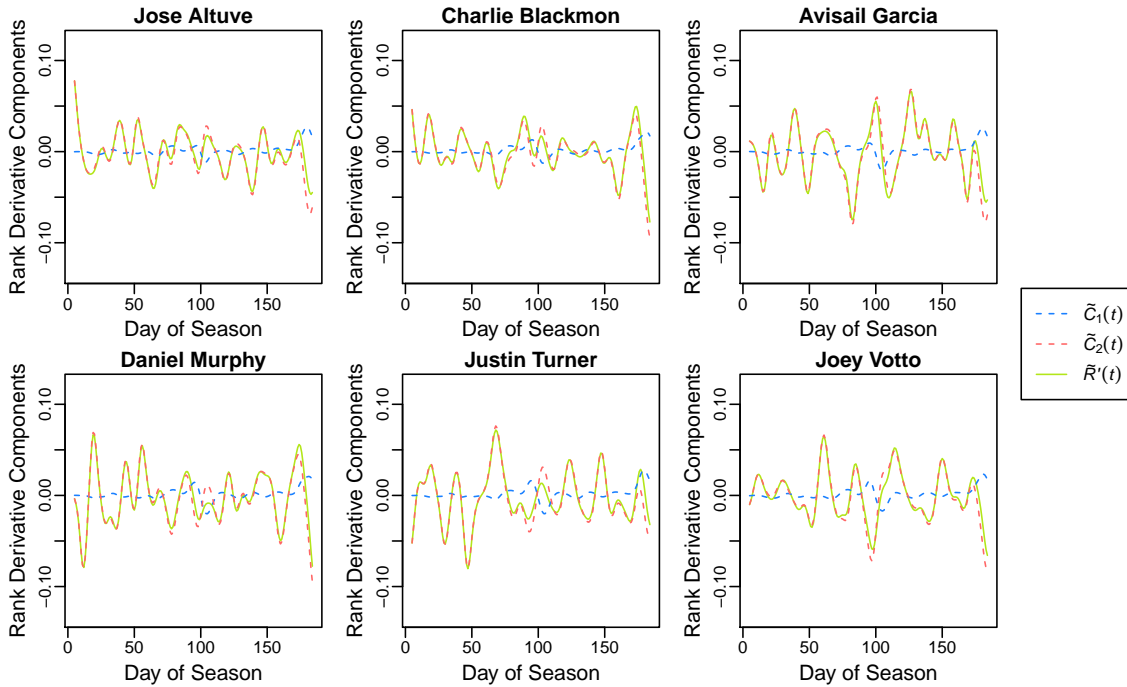 Jose Altuve Charlie Blackmon Avisail Garcia
Rank Derivative Components
0.10
0.00
−0.10
0 50 100 150
Day of Season
Rank Derivative Components
0.10
0.00
−0.10
0 50 100 150
Day of Season
Rank Derivative Components
0.10
0.00
−0.10
0 50 100 150
Day of Season
Daniel Murphy Justin Turner Joey Votto
Rank Derivative Components
0.10
0.00
−0.10
0 50 100 150
Day of Season
Rank Derivative Components
0.10
0.00
−0.10
0 50 100 150
Day of Season
Rank Derivative Components
0.10
0.00
−0.10
0 50 100 150
Day of Season
C̃₁(t)
C̃₂(t)
R̃'(t)